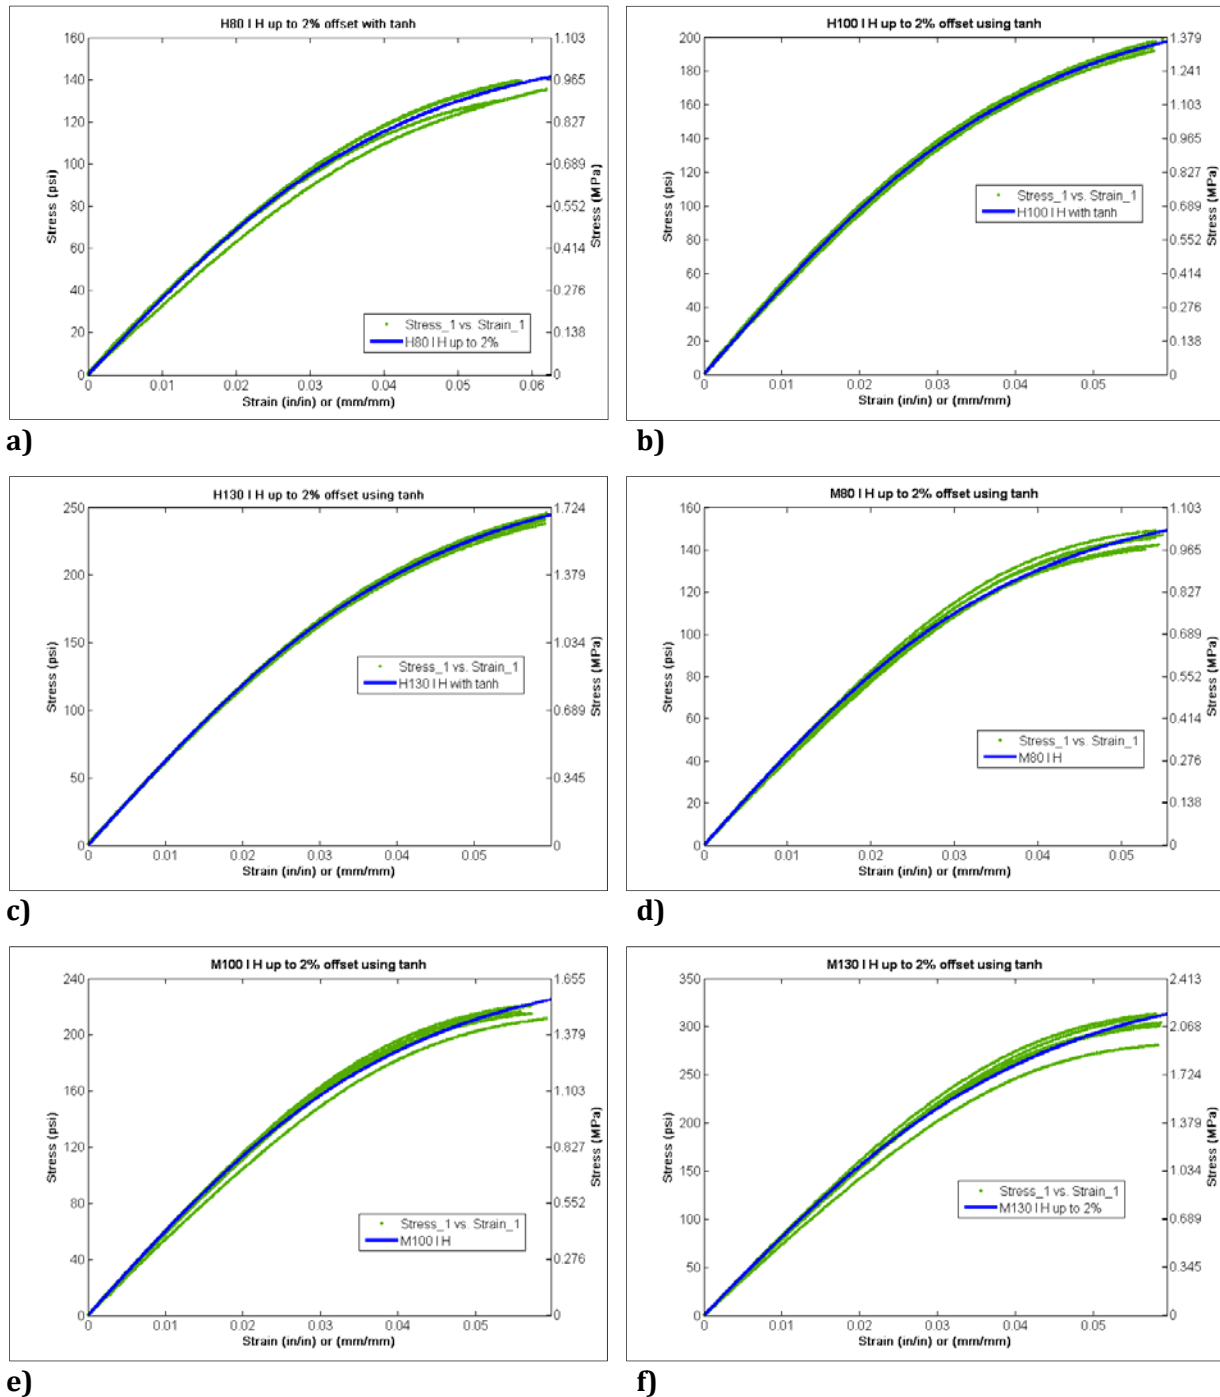 H80 I H up to 2% offset with tanh
160
140
120
100
80
60
40
20
0
1.103
0.965
0.827
0.689
0.552
0.414
0.276
0.138
0
Stress (psi)
Stress (MPa)
Stress_1 vs. Strain_1
H80 I H up to 2%
0 0.01 0.02 0.03 0.04 0.05 0.06
Strain (in/in) or (mm/mm)
a)
H100 I H up to 2% offset using tanh
200
180
160
140
120
100
80
60
40
20
0
1.379
1.241
1.103
0.965
0.827
0.689
0.552
0.414
0.276
0.138
0
Stress (psi)
Stress (MPa)
Stress_1 vs. Strain_1
H100 I H with tanh
0 0.01 0.02 0.03 0.04 0.05
Strain (in/in) or (mm/mm)
b)
H130 I H up to 2% offset using tanh
250
200
150
100
50
0
1.724
1.379
1.034
0.689
0.345
0
Stress (psi)
Stress (MPa)
Stress_1 vs. Strain_1
H130 I H with tanh
0 0.01 0.02 0.03 0.04 0.05
Strain (in/in) or (mm/mm)
c)
M80 I H up to 2% offset using tanh
160
140
120
100
80
60
40
20
0
1.103
0.965
0.827
0.689
0.552
0.414
0.276
0.138
0
Stress (psi)
Stress (MPa)
Stress_1 vs. Strain_1
M80 I H
0 0.01 0.02 0.03 0.04 0.05
Strain (in/in) or (mm/mm)
d)
M100 I H up to 2% offset using tanh
240
200
160
120
80
40
0
1.655
1.379
1.103
0.827
0.552
0.276
0
Stress (psi)
Stress (MPa)
Stress_1 vs. Strain_1
M100 I H
0 0.01 0.02 0.03 0.04 0.05
Strain (in/in) or (mm/mm)
e)
M130 I H up to 2% offset using tanh
350
300
250
200
150
100
50
0
2.413
2.068
1.724
1.379
1.034
0.689
0.345
0
Stress (psi)
Stress (MPa)
Stress_1 vs. Strain_1
M130 I H up to 2%
0 0.01 0.02 0.03 0.04 0.05
Strain (in/in) or (mm/mm)
f)